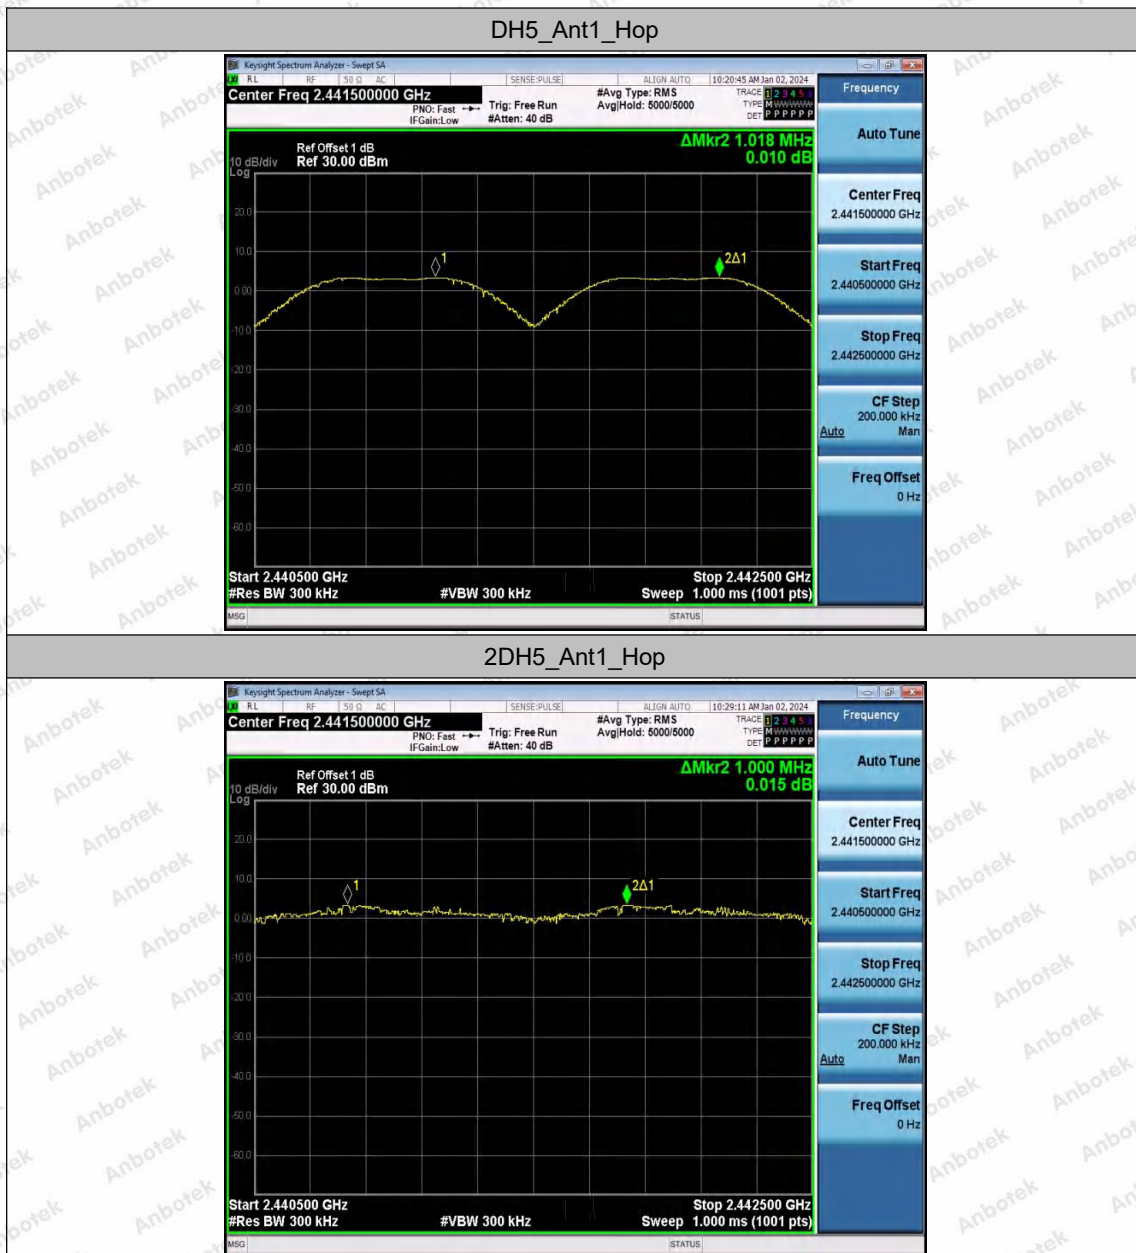 DH5_Ant1_Hop
Keysight Spectrum Analyzer - Swept SA
RL RF 50 Ω AC SENSE:PULSE ALIGN AUTO 10:20:45 AM Jan 02, 2024
Center Freq 2.441500000 GHz
PNO: Fast
IFGain:Low
Trig: Free Run
#Atten: 40 dB
#Avg Type: RMS
Avg|Hold: 5000/5000
TRACE 1 2 3 4 5 6
TYPE M WWWWW
DET P P P P P P
Ref Offset 1 dB
Ref 30.00 dBm
10 dB/div
Log
ΔMkr2 1.018 MHz
0.010 dB
20.0
10.0
0.00
-10.0
-20.0
-30.0
-40.0
-50.0
-60.0
1
2Δ1
Start 2.440500 GHz
Stop 2.442500 GHz
#Res BW 300 kHz
#VBW 300 kHz
Sweep 1.000 ms (1001 pts)
MSG
STATUS
Frequency
Auto Tune
Center Freq
2.441500000 GHz
Start Freq
2.440500000 GHz
Stop Freq
2.442500000 GHz
CF Step
200.000 kHz
Auto Man
Freq Offset
0 Hz
2DH5_Ant1_Hop
Keysight Spectrum Analyzer - Swept SA
RL RF 50 Ω AC SENSE:PULSE ALIGN AUTO 10:29:11 AM Jan 02, 2024
Center Freq 2.441500000 GHz
PNO: Fast
IFGain:Low
Trig: Free Run
#Atten: 40 dB
#Avg Type: RMS
Avg|Hold: 5000/5000
TRACE 1 2 3 4 5 6
TYPE M WWWWW
DET P P P P P P
Ref Offset 1 dB
Ref 30.00 dBm
10 dB/div
Log
ΔMkr2 1.000 MHz
0.015 dB
20.0
10.0
0.00
-10.0
-20.0
-30.0
-40.0
-50.0
-60.0
1
2Δ1
Start 2.440500 GHz
Stop 2.442500 GHz
#Res BW 300 kHz
#VBW 300 kHz
Sweep 1.000 ms (1001 pts)
MSG
STATUS
Frequency
Auto Tune
Center Freq
2.441500000 GHz
Start Freq
2.440500000 GHz
Stop Freq
2.442500000 GHz
CF Step
200.000 kHz
Auto Man
Freq Offset
0 Hz
Anbotek